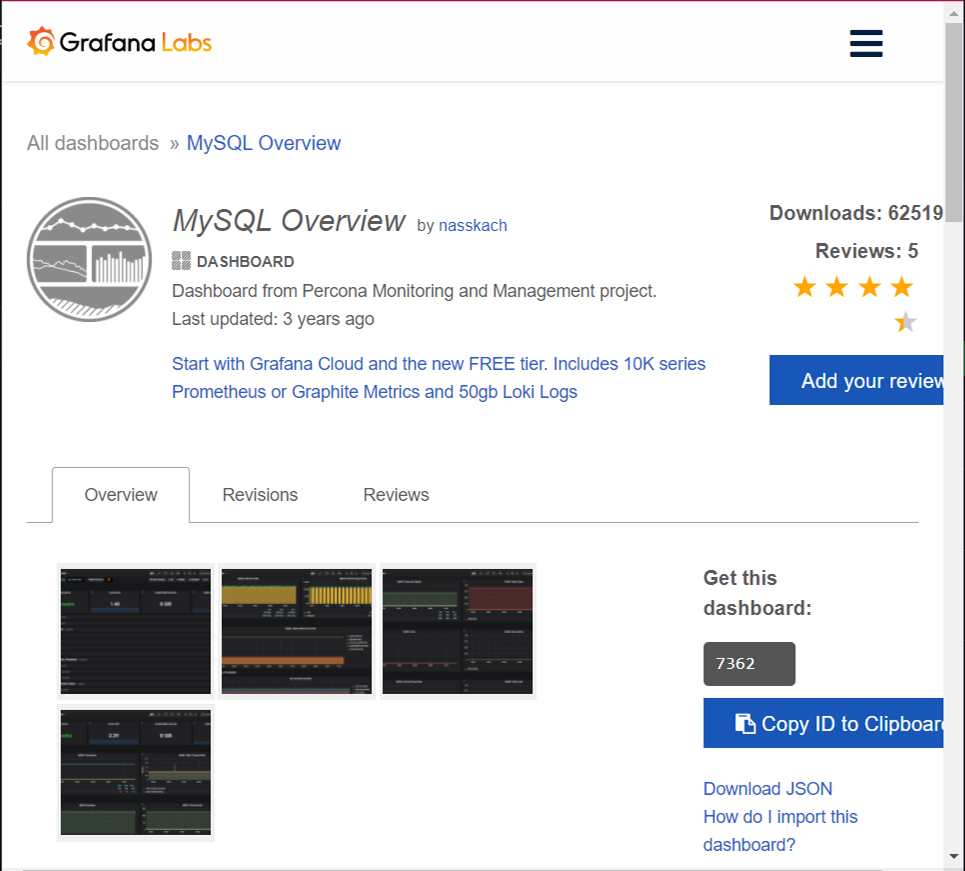 Grafana Labs
All dashboards » MySQL Overview
MySQL Overview by nasskach
DASHBOARD
Dashboard from Percona Monitoring and Management project.
Last updated: 3 years ago
Start with Grafana Cloud and the new FREE tier. Includes 10K series
Prometheus or Graphite Metrics and 50gb Loki Logs
Downloads: 62519
Reviews: 5
Add your review
Overview
Revisions
Reviews
Get this
dashboard:
7362
Copy ID to Clipboard
Download JSON
How do I import this
dashboard?